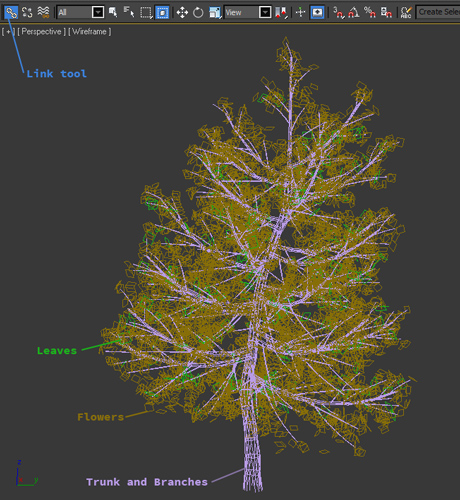 All
View
Create Selec
[ + ] [ Perspective ] [ Wireframe ]
Link tool
Leaves
Flowers
Trunk and Branches
z
y